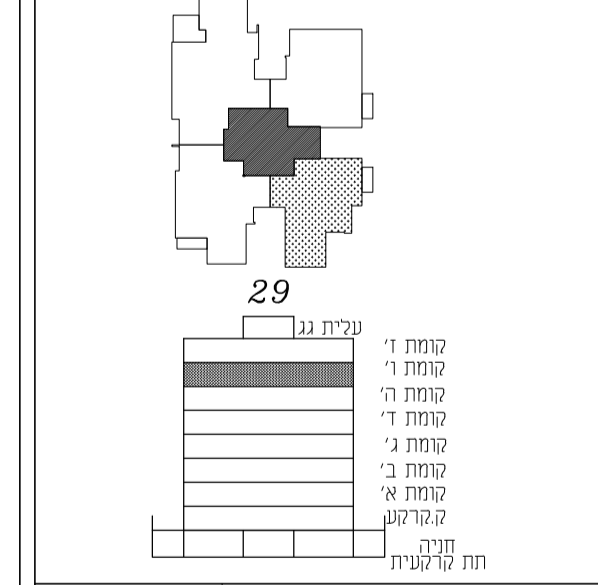 29
עלית גג
קומת ז'
קומת ו'
קומת ה'
קומת ד'
קומת ג'
קומת ב'
קומת א'
ק.קרקע
חניה
תת קרקעית